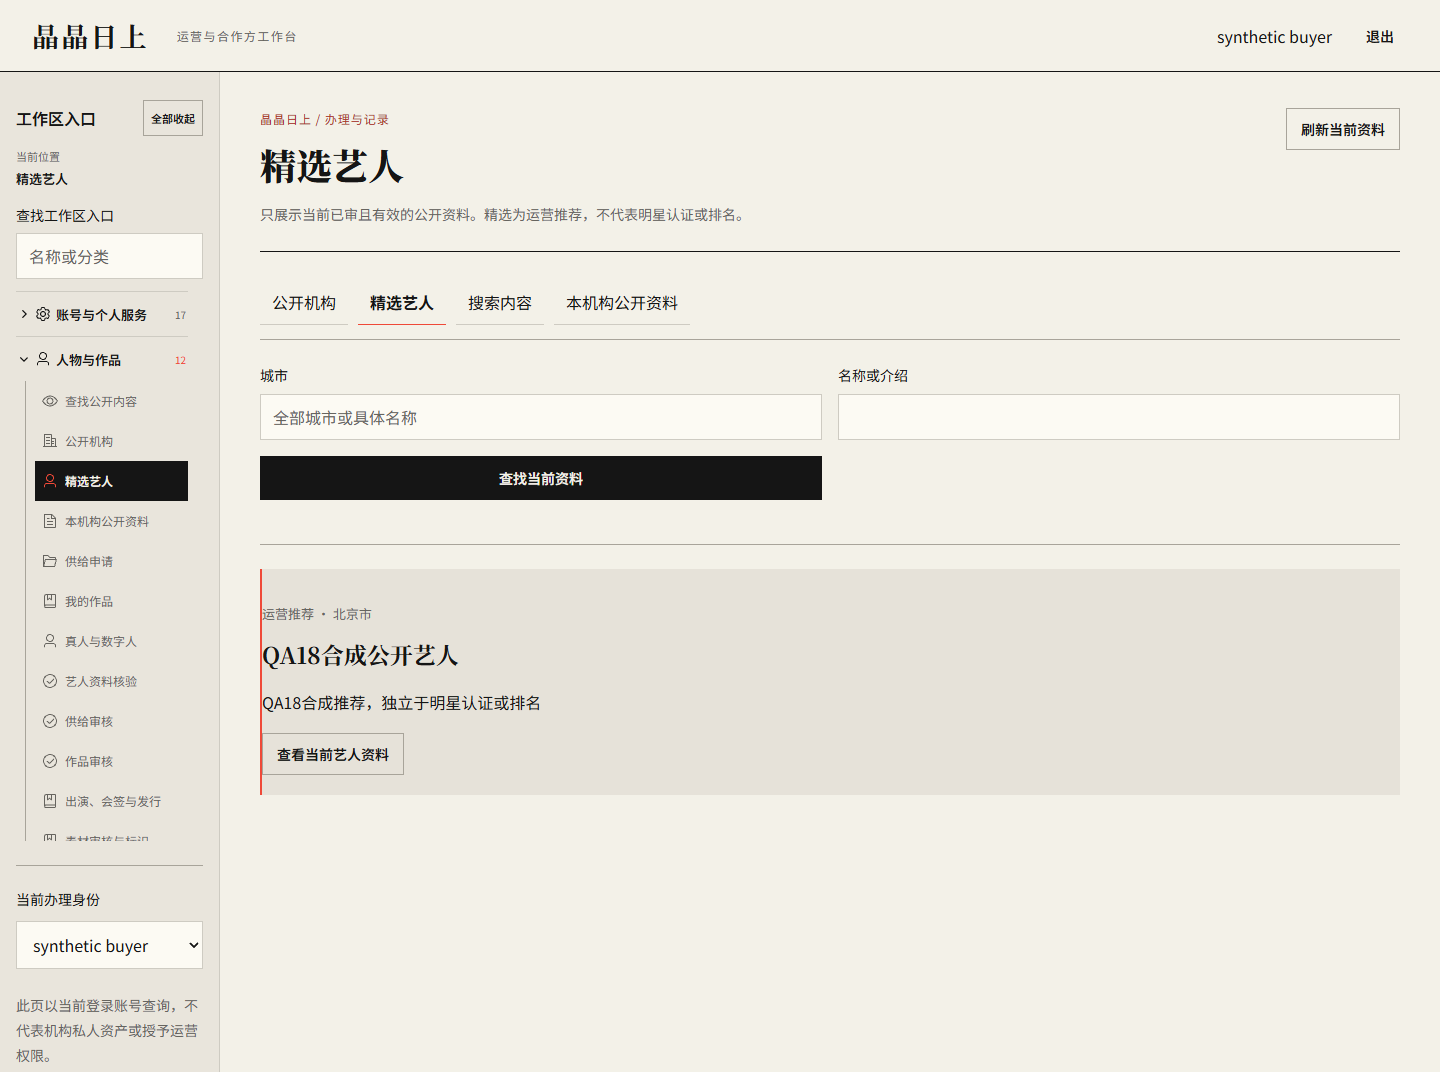 晶晶日上
运营与合作方工作台
synthetic buyer
退出
工作区入口
全部收起
当前位置
精选艺人
查找工作区入口
名称或分类
账号与个人服务 17
人物与作品 12
查找公开内容
公开机构
精选艺人
本机构公开资料
供给申请
我的作品
真人与数字人
艺人资料核验
供给审核
作品审核
出演、会签与发行
当前办理身份
synthetic buyer
此页以当前登录账号查询，不
代表机构私人资产或授予运营
权限。
晶晶日上 / 办理与记录
精选艺人
只展示当前已审且有效的公开资料。精选为运营推荐，不代表明星认证或排名。
刷新当前资料
公开机构
精选艺人
搜索内容
本机构公开资料
城市
全部城市或具体名称
名称或介绍
查找当前资料
运营推荐 · 北京市
QA18合成公开艺人
QA18合成推荐，独立于明星认证或排名
查看当前艺人资料